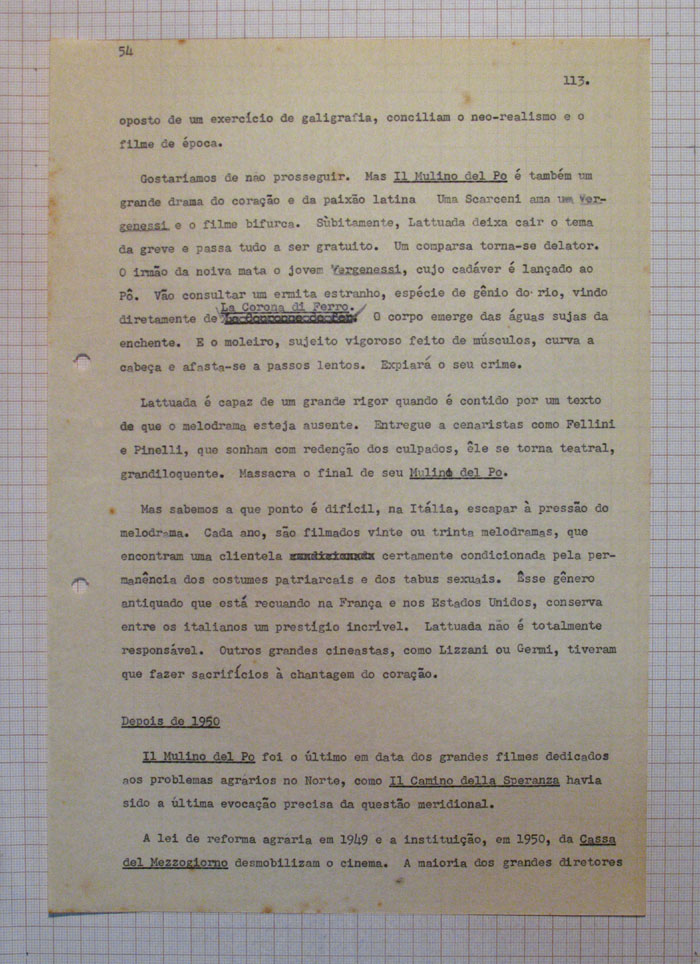 54
113.
oposto de um exercício de galigrafia, conciliam o neo-realismo e o
filme de época.
Gostaríamos de não prosseguir. Mas Il Mulino del Po é também um
grande drama do coração e da paixão latina Uma Scarceni ama um Ver-
genessi e o filme bifurca. Sùbitamente, Lattuada deixa cair o tema
da greve e passa tudo a ser gratuito. Um comparsa torna-se delator.
O irmão da noiva mata o jovem Vergenessi, cujo cadáver é lançado ao
Pô. Vão consultar um ermita estranho, espécie de gênio do rio, vindo
La Corona di Ferro.
diretamente de O corpo emerge das águas sujas da
enchente. E o moleiro, sujeito vigoroso feito de músculos, curva a
cabeça e afasta-se a passos lentos. Expiará o seu crime.
Lattuada é capaz de um grande rigor quando é contido por um texto
de que o melodrama esteja ausente. Entregue a cenaristas como Fellini
e Pinelli, que sonham com redenção dos culpados, êle se torna teatral,
grandiloquente. Massacra o final de seu Mulino del Po.
Mas sabemos a que ponto é difícil, na Itália, escapar à pressão do
melodrama. Cada ano, são filmados vinte ou trinta melodramas, que
encontram uma clientela certamente condicionada pela per-
manência dos costumes patriarcais e dos tabus sexuais. Êsse gênero
antiquado que está recuando na França e nos Estados Unidos, conserva
entre os italianos um prestígio incrível. Lattuada não é totalmente
responsável. Outros grandes cineastas, como Lizzani ou Germi, tiveram
que fazer sacrifícios à chantagem do coração.
Depois de 1950
Il Mulino del Po foi o último em data dos grandes filmes dedicados
aos problemas agrários no Norte, como Il Camino della Speranza havia
sido a última evocação precisa da questão meridional.
A lei de reforma agraria em 1949 e a instituição, em 1950, da Cassa
del Mezzogiorno desmobilizam o cinema. A maioria dos grandes diretores